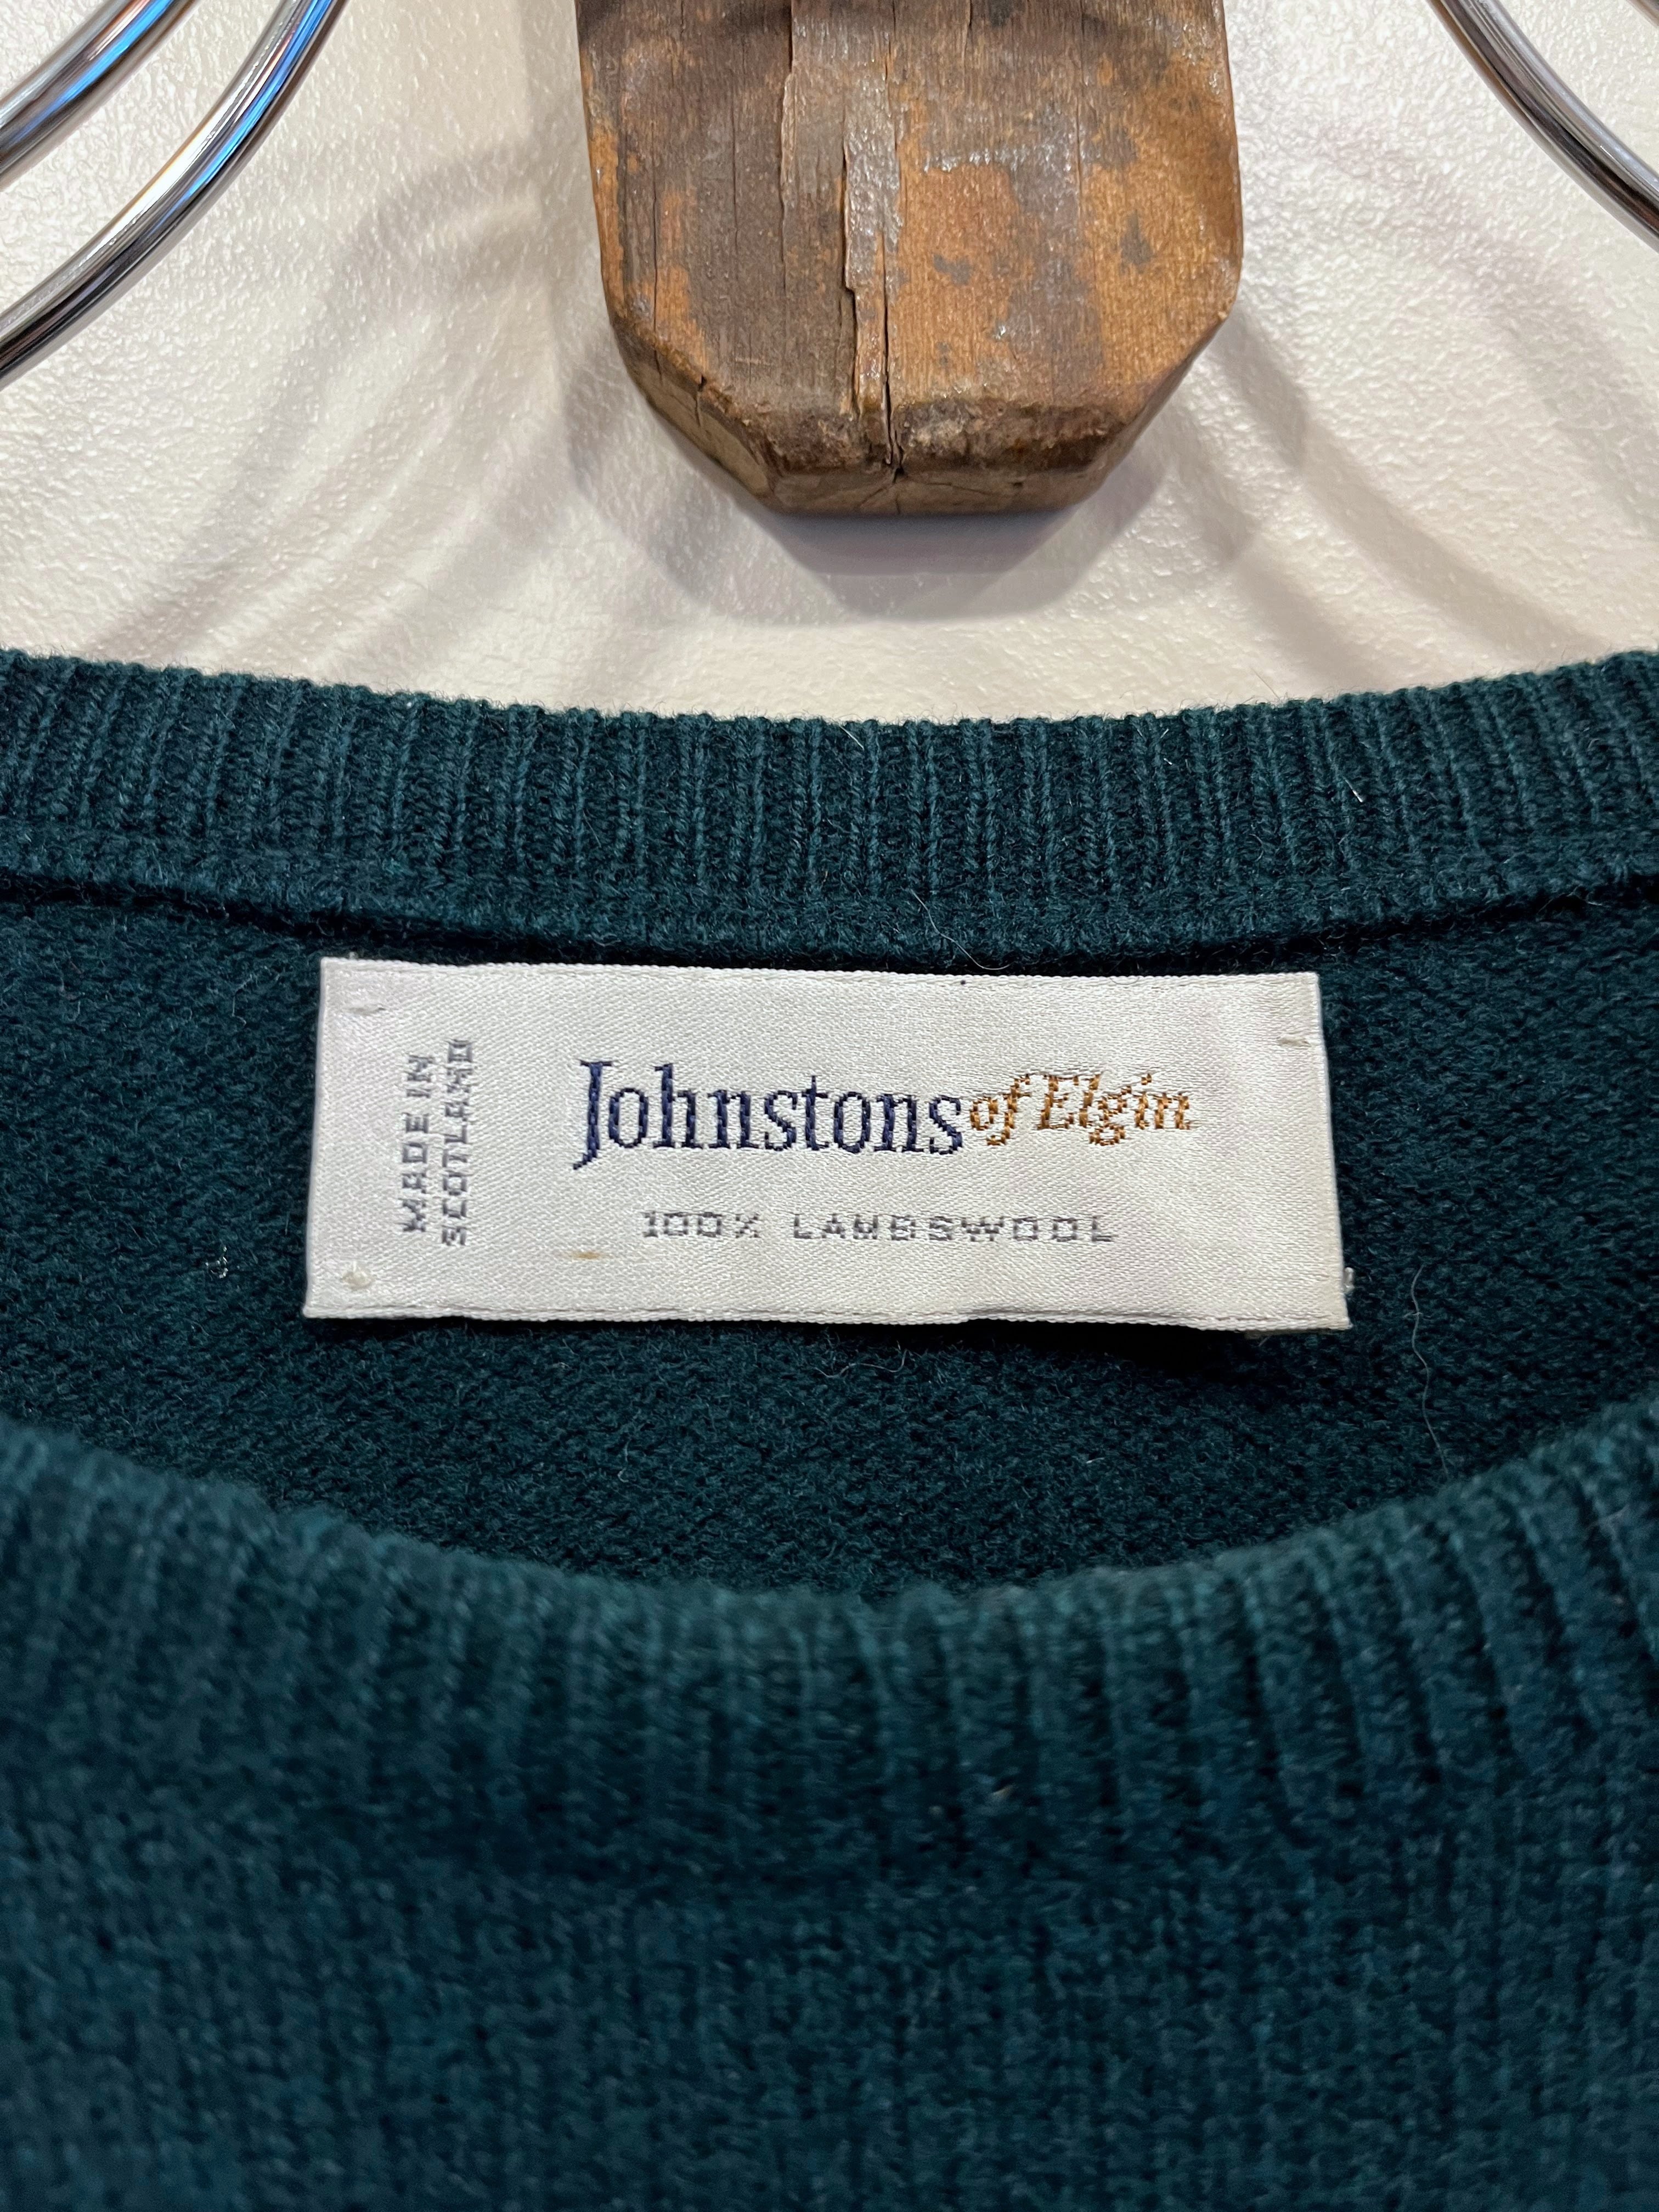 MADE IN
SCOTLAND
Johnstons of Elgin
100% LAMBSWOOL